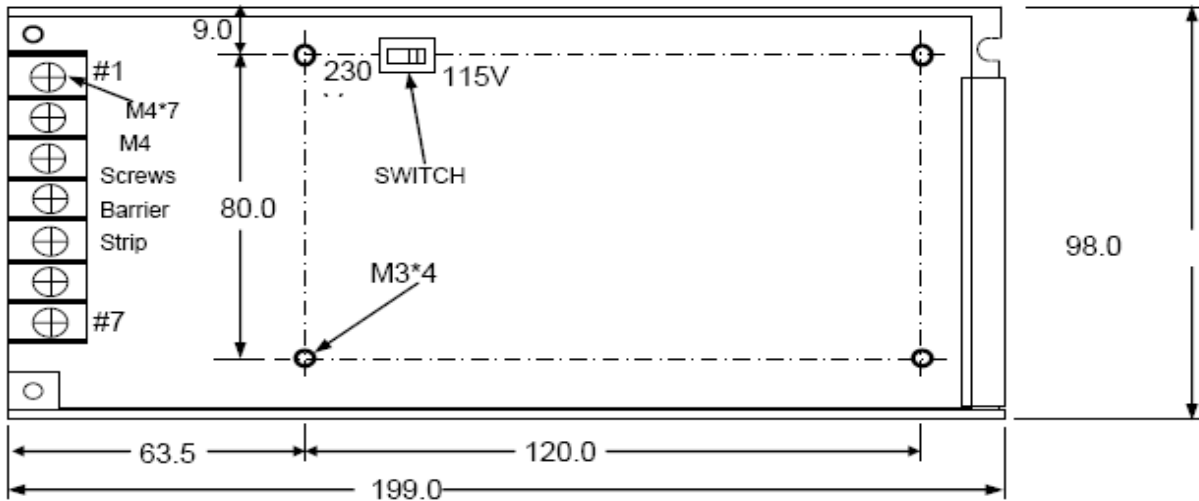 9.0
#1
230
115V
M4*7
M4
Screws
Barrier
Strip
SWITCH
80.0
98.0
M3*4
#7
63.5
120.0
199.0